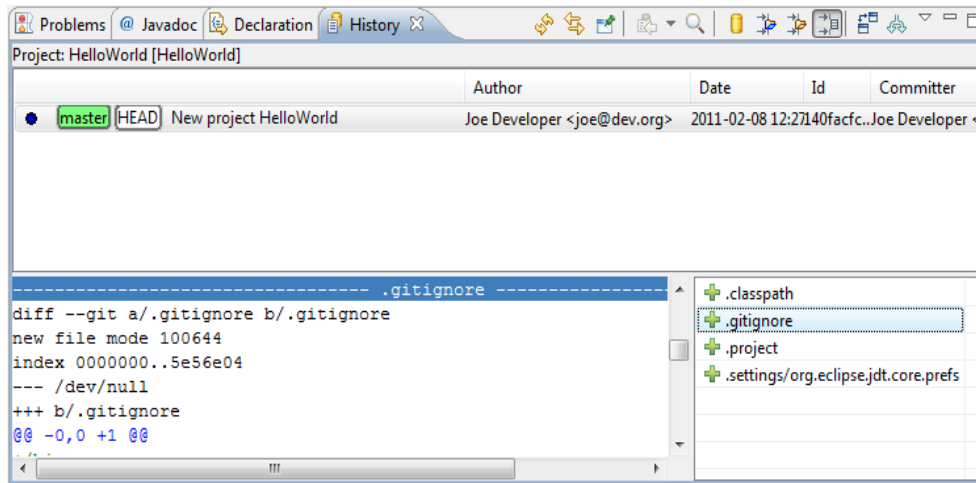 Problems @ Javadoc Declaration History
Project: HelloWorld [HelloWorld]
Author Date Id Committer
master HEAD New project HelloWorld Joe Developer <joe@dev.org> 2011-02-08 12:27 140facfc... Joe Developer <
----------------------------------- .gitignore -----------------
diff --git a/.gitignore b/.gitignore
new file mode 100644
index 0000000..5e56e04
--- /dev/null
+++ b/.gitignore
@@ -0,0 +1 @@
.classpath
.gitignore
.project
.settings/org.eclipse.jdt.core.prefs